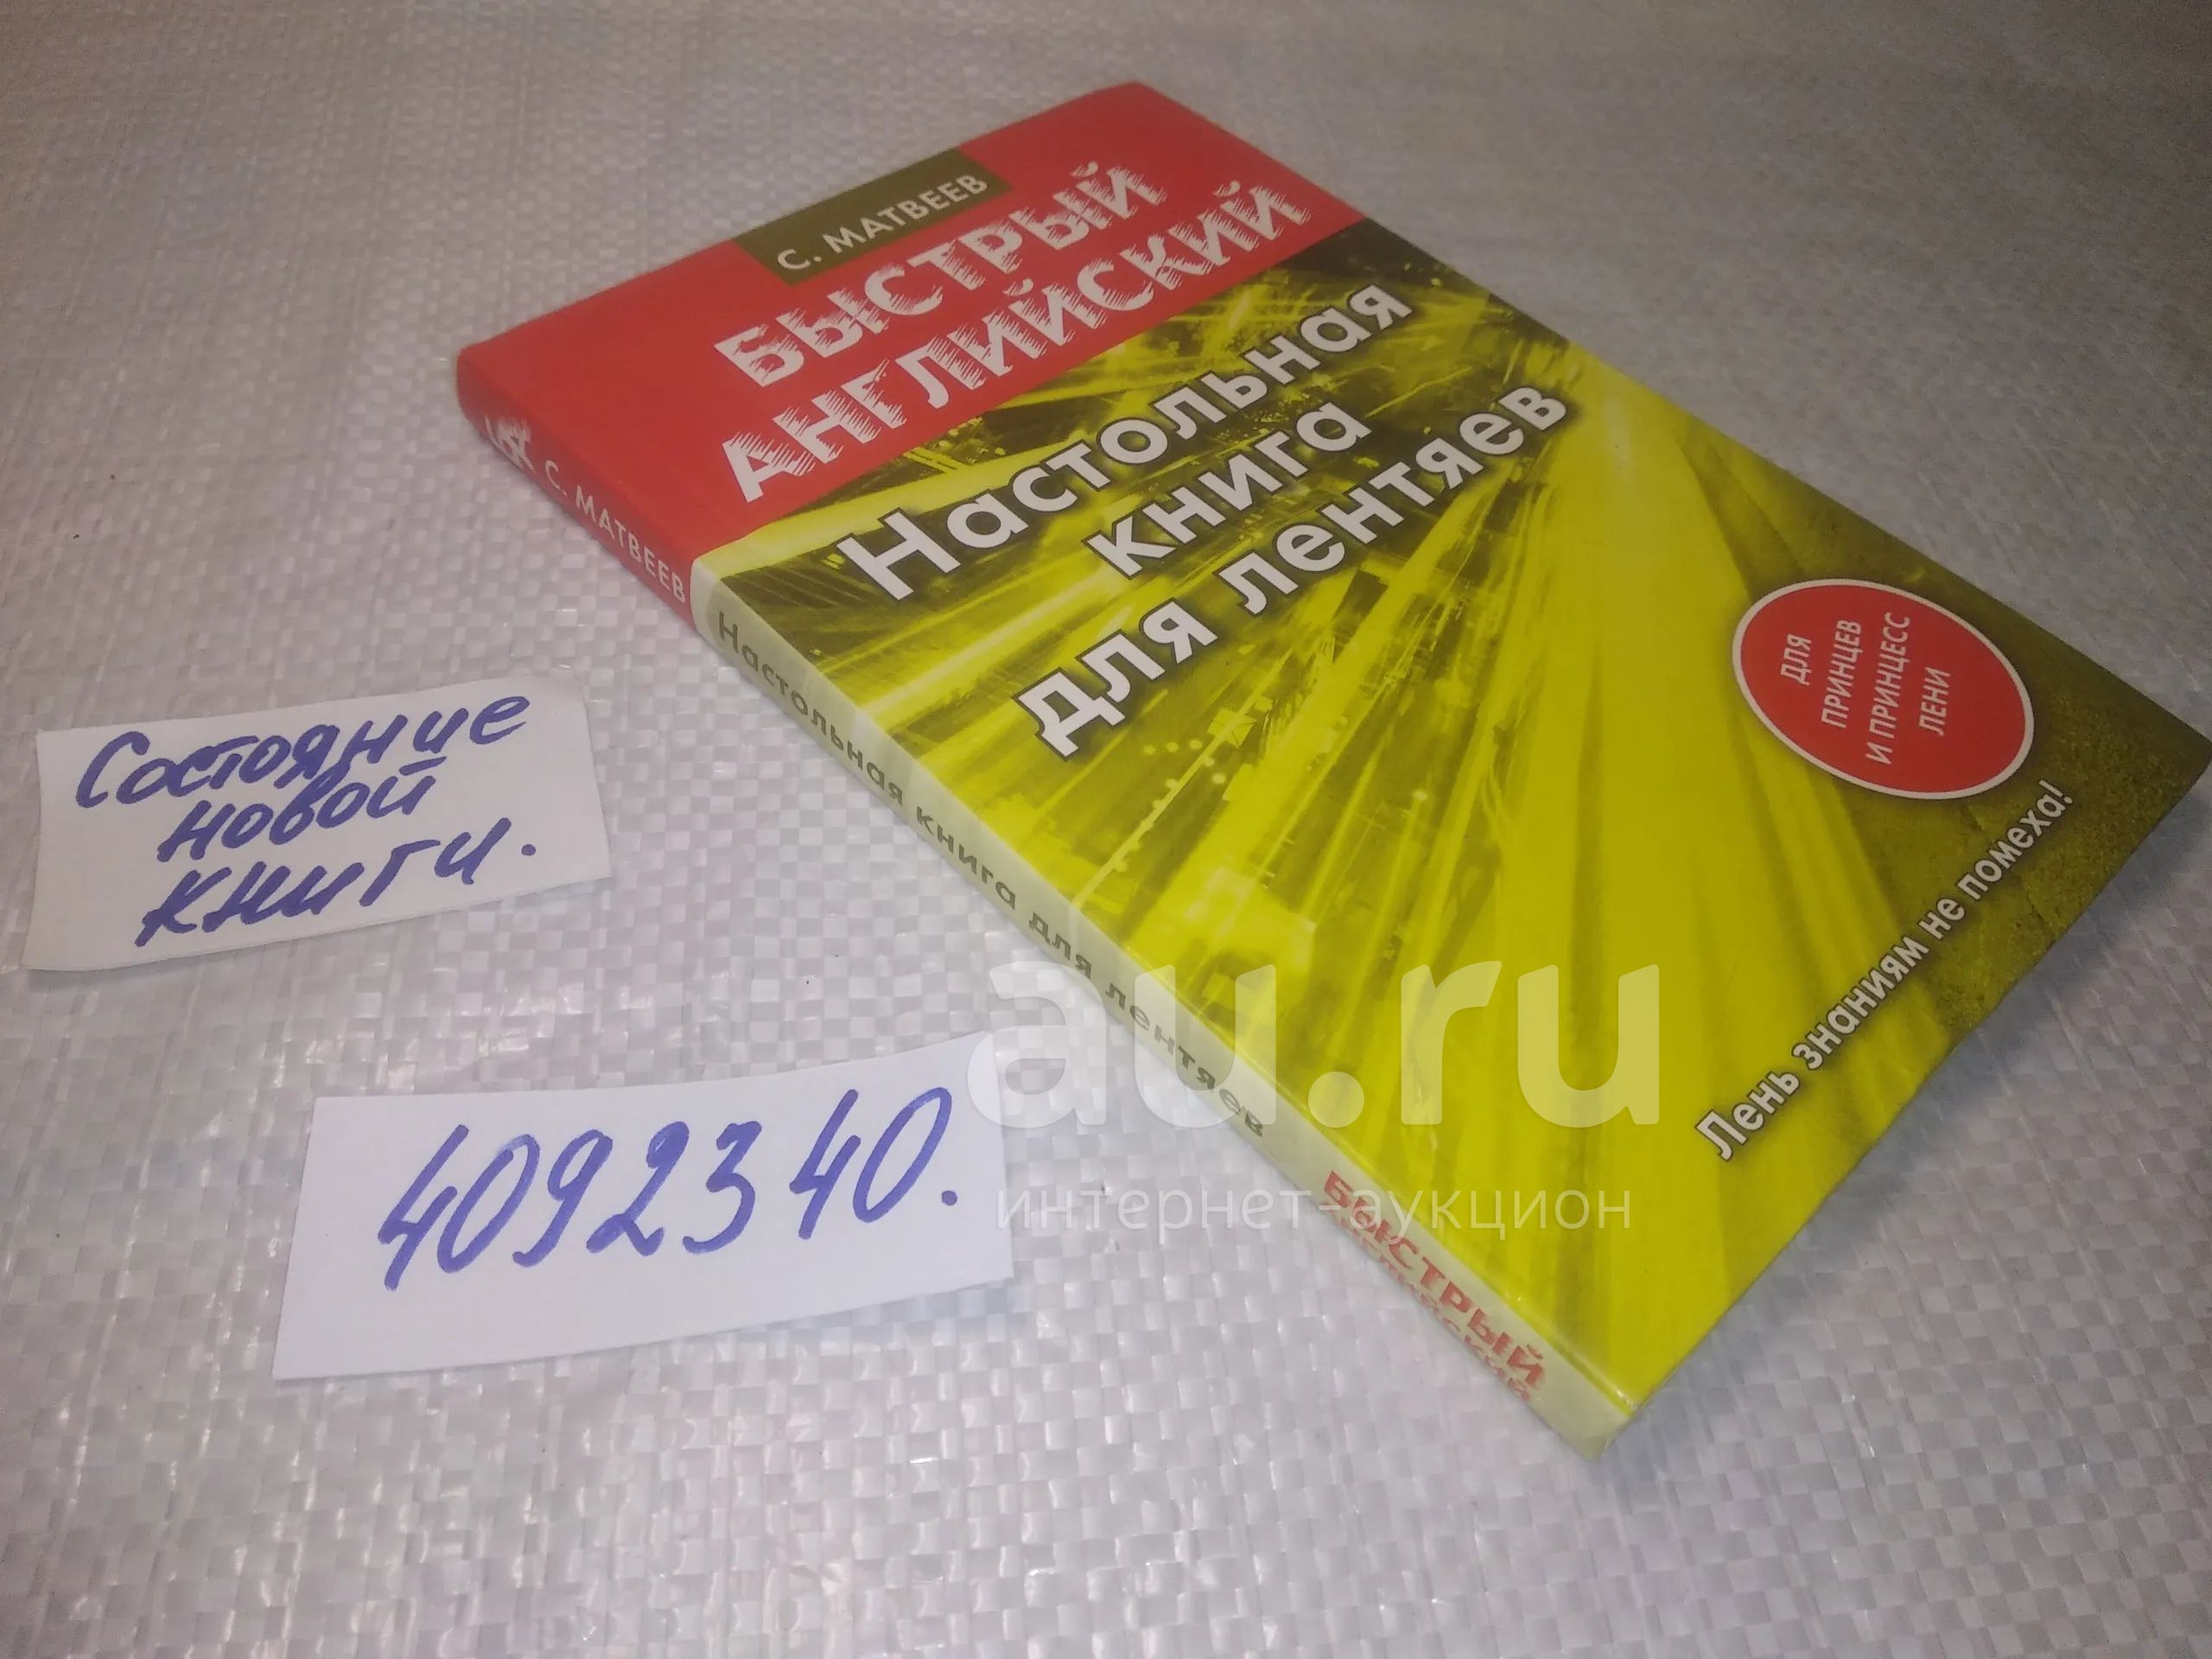 С. МАТВЕЕВ
БЫСТРЫЙ
АНГЛИЙСКИЙ
Настольная
книга
для лентяев
ДЛЯ
ПРИНЦЕВ
И ПРИНЦЕСС
ЛЕНИ
Лень знаниям не помеха!
С. МАТВЕЕВ
Настольная книга для лентяев
БЫСТРЫЙ
АНГЛИЙСКИЙ
Состояние
новой
книги.
4092340.
au.ru
интернет-аукцион